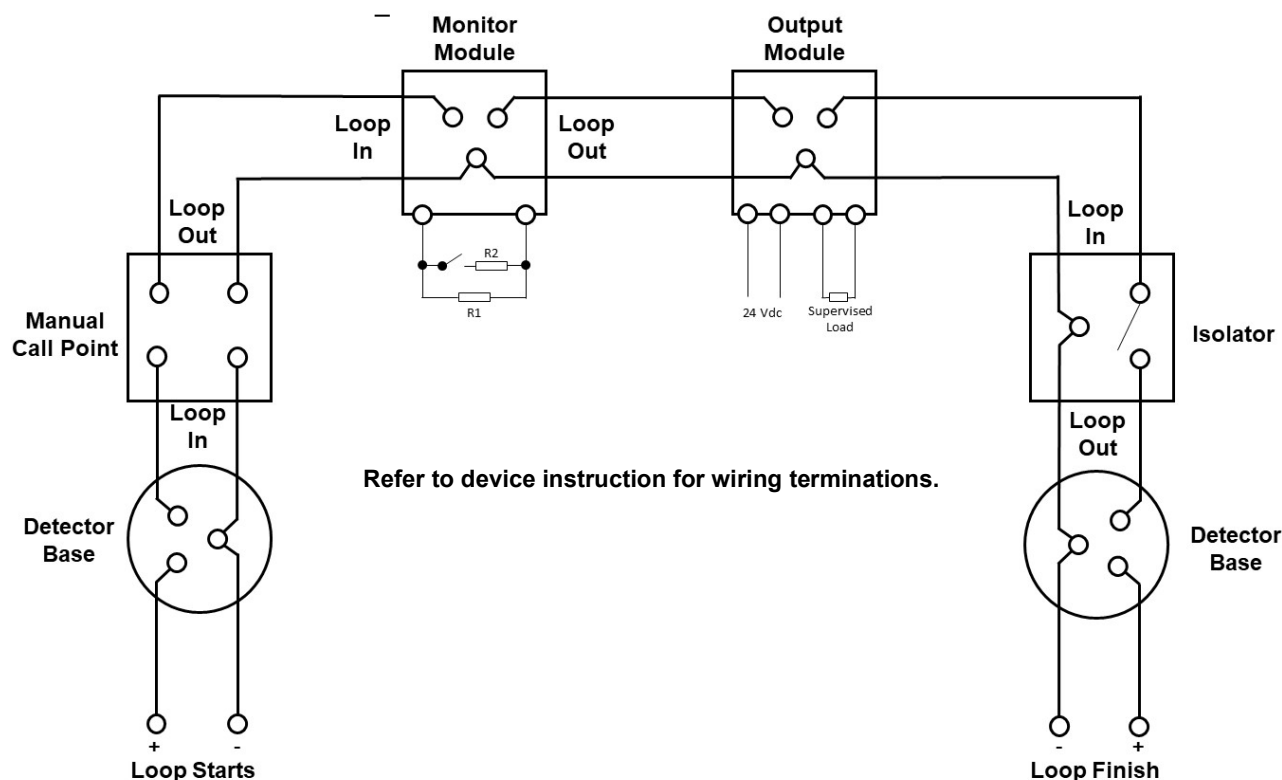 Monitor
Module
Output
Module
Loop
In
Loop
Out
Loop
Out
Loop
In
R2
R1
24 Vdc
Supervised
Load
Manual
Call Point
Isolator
Loop
In
Loop
Out
Refer to device instruction for wiring terminations.
Detector
Base
Detector
Base
+ -
Loop Starts
- +
Loop Finish